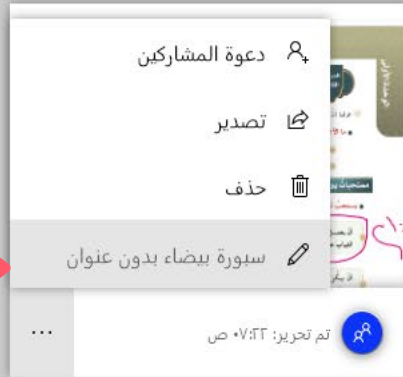 دعوة المشاركين
تصدير
حذف
سبورة بيضاء بدون عنوان
تم تحرير: ٠٧:٢٢ ص